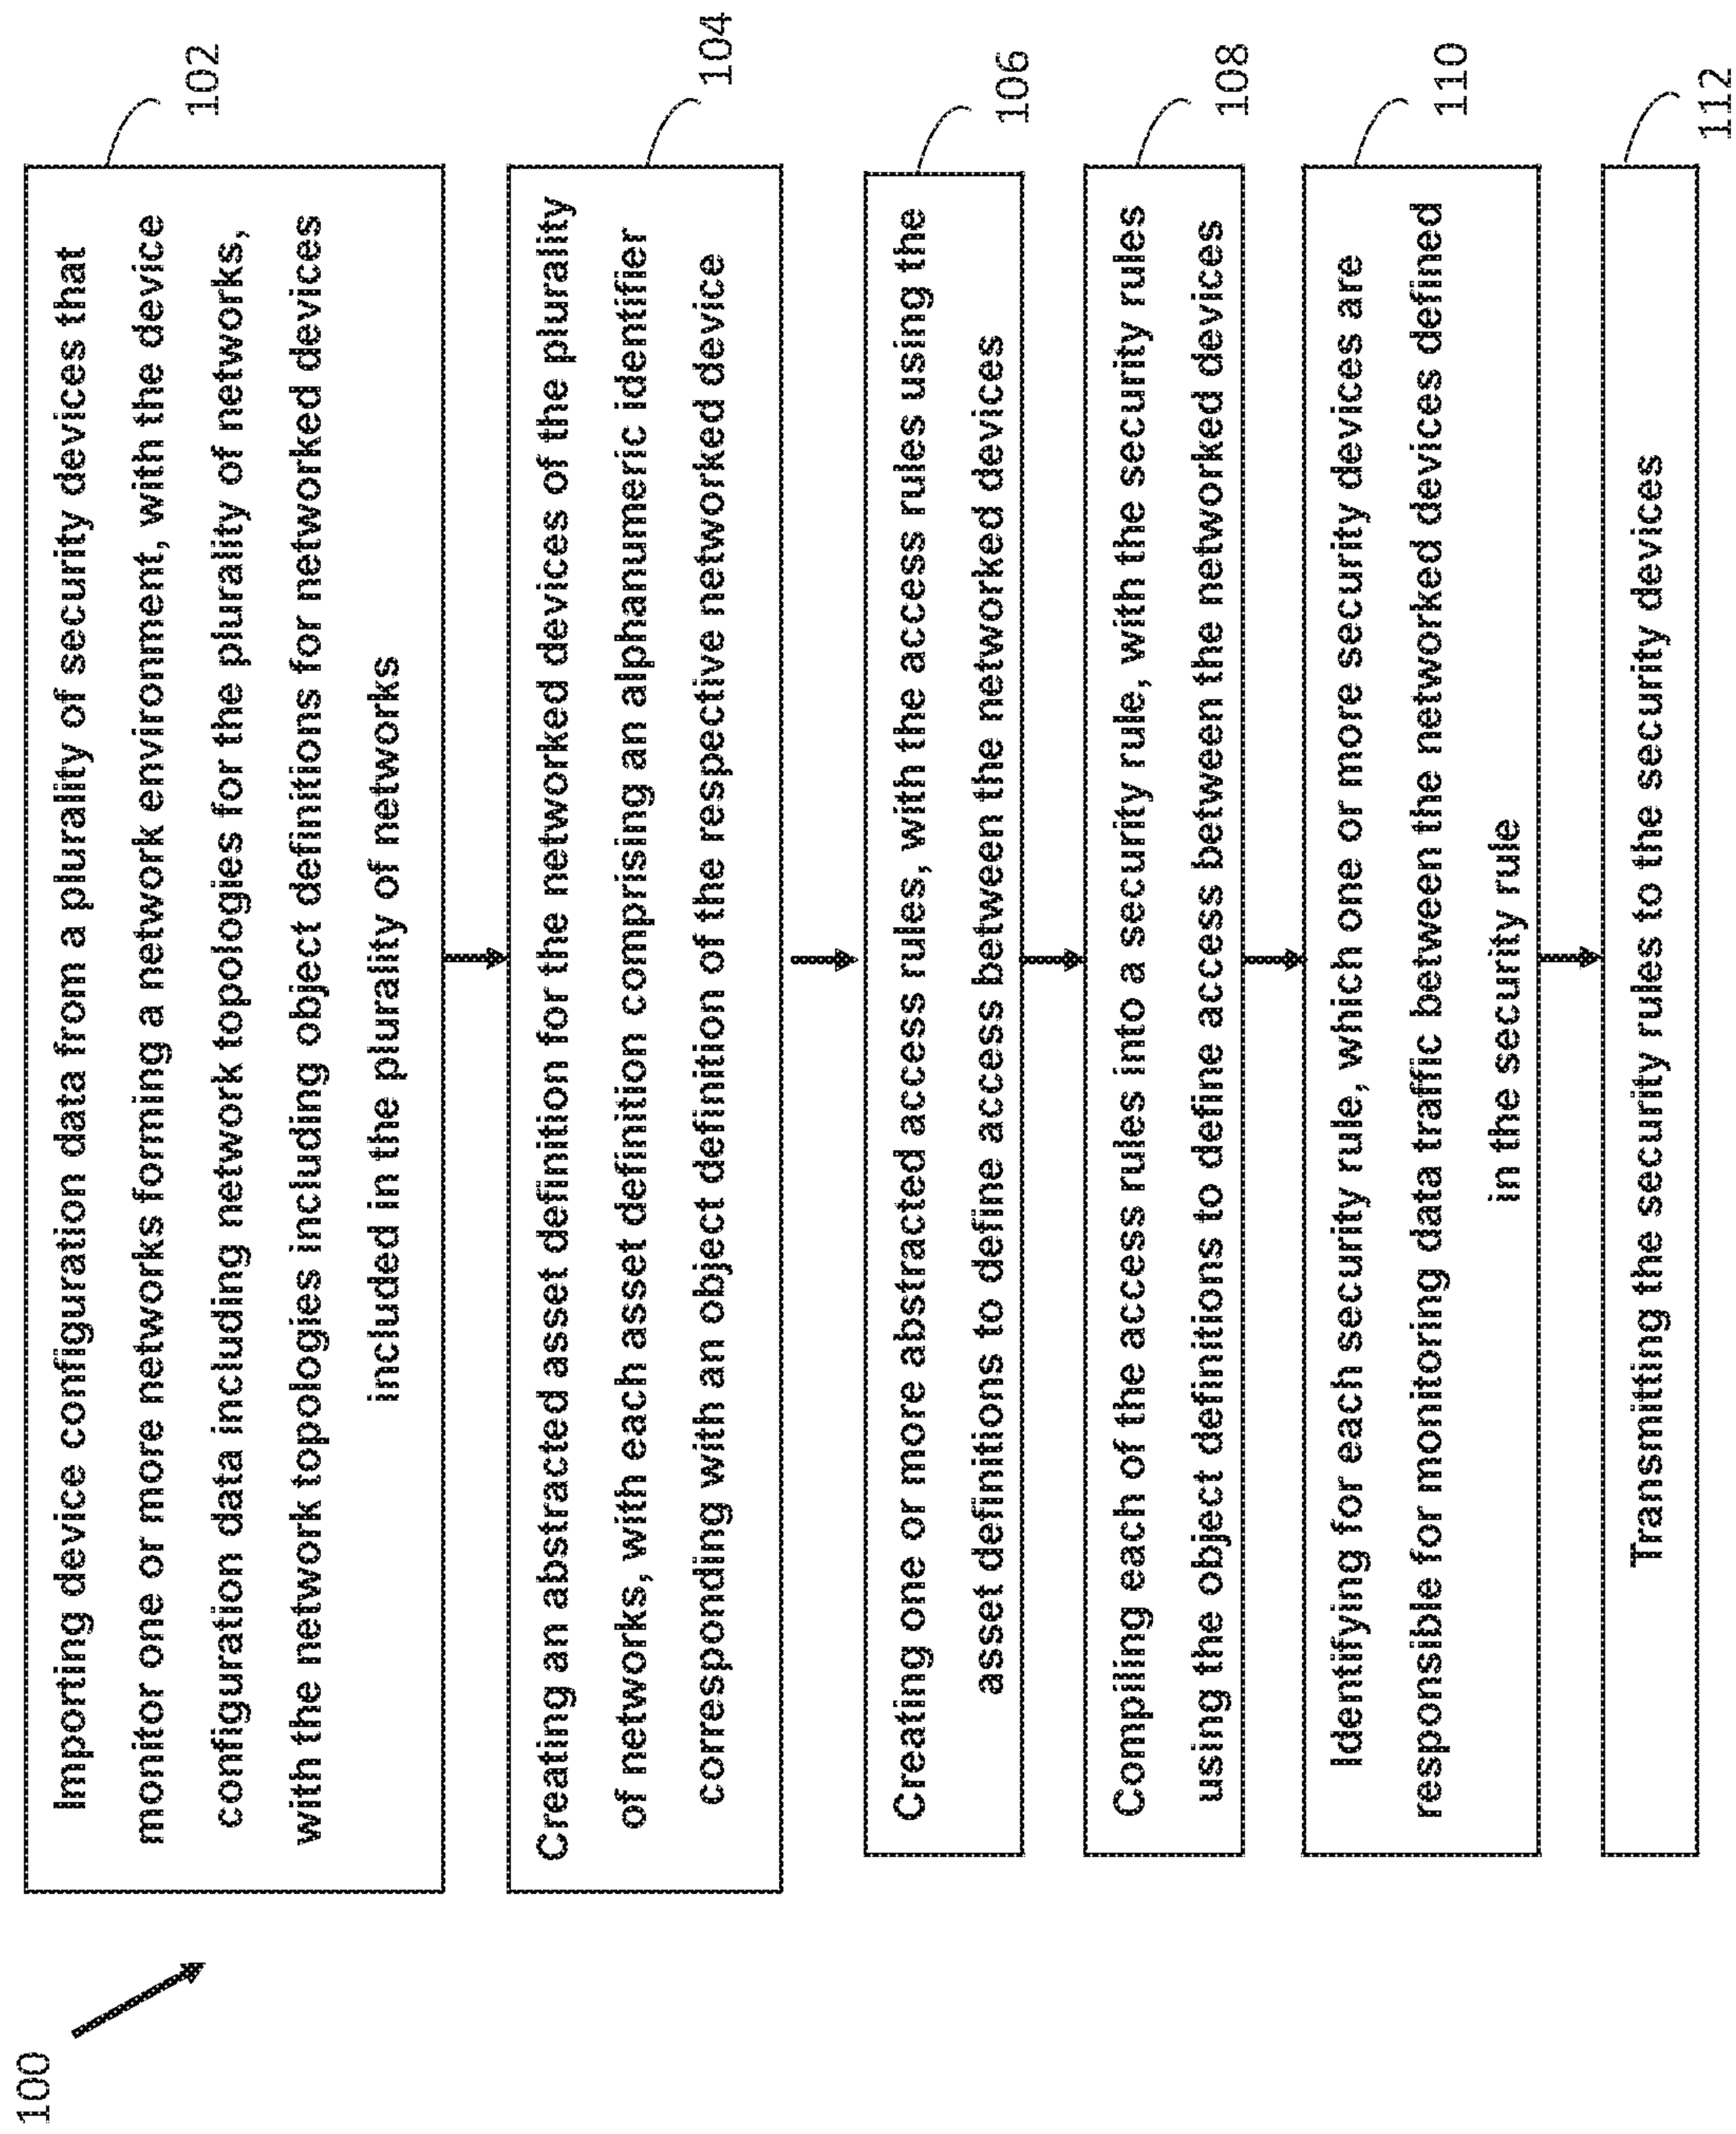 100
Importing device configuration data from a plurality of security devices that
monitor one or more networks forming a network environment, with the device
configuration data including network topologies for the plurality of networks,
with the network topologies including object definitions for networked devices
included in the plurality of networks
102
Creating an abstracted asset definition for the networked devices of the plurality
of networks, with each asset definition comprising an alphanumeric identifier
corresponding with an object definition of the respective networked device
104
Creating one or more abstracted access rules, with the access rules using the
asset definitions to define access between the networked devices
106
Compiling each of the access rules into a security rule, with the security rules
using the object definitions to define access between the networked devices
108
Identifying for each security rule, which one or more security devices are
responsible for monitoring data traffic between the networked devices defined
in the security rule
110
Transmitting the security rules to the security devices
112